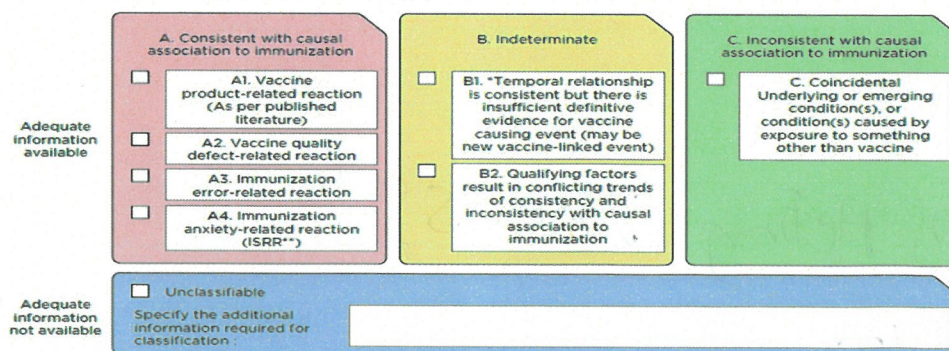 A. Consistent with causal
association to immunization
A1. Vaccine
product-related reaction
(As per published
literature)
A2. Vaccine quality
defect-related reaction
A3. Immunization
error-related reaction
A4. Immunization
anxiety-related reaction
(ISRR**)
B. Indeterminate
B1. *Temporal relationship
is consistent but there is
insufficient definitive
evidence for vaccine
causing event (may be
new vaccine-linked event)
B2. Qualifying factors
result in conflicting trends
of consistency and
inconsistency with causal
association to
immunization
C. Inconsistent with causal
association to immunization
C. Coincidental
Underlying or emerging
condition(s), or
condition(s) caused by
exposure to something
other than vaccine
Adequate
information
available
Adequate
information
not available
Unclassifiable
Specify the additional
information required for
classification :